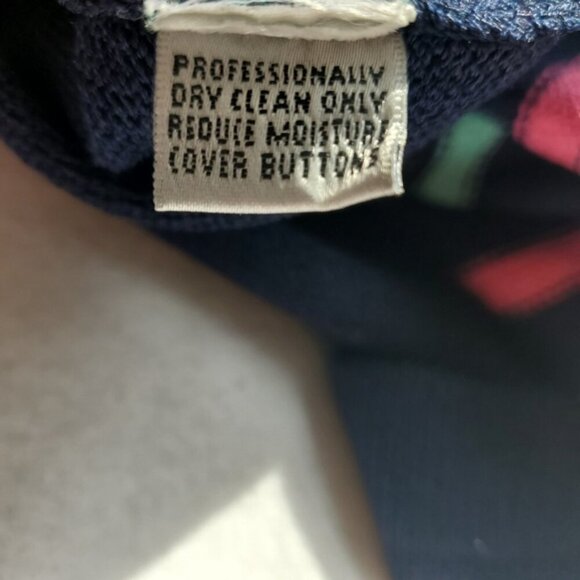 PROFESSIONALLY
DRY CLEAN ONLY
REDUCE MOISTURE
COVER BUTTONS